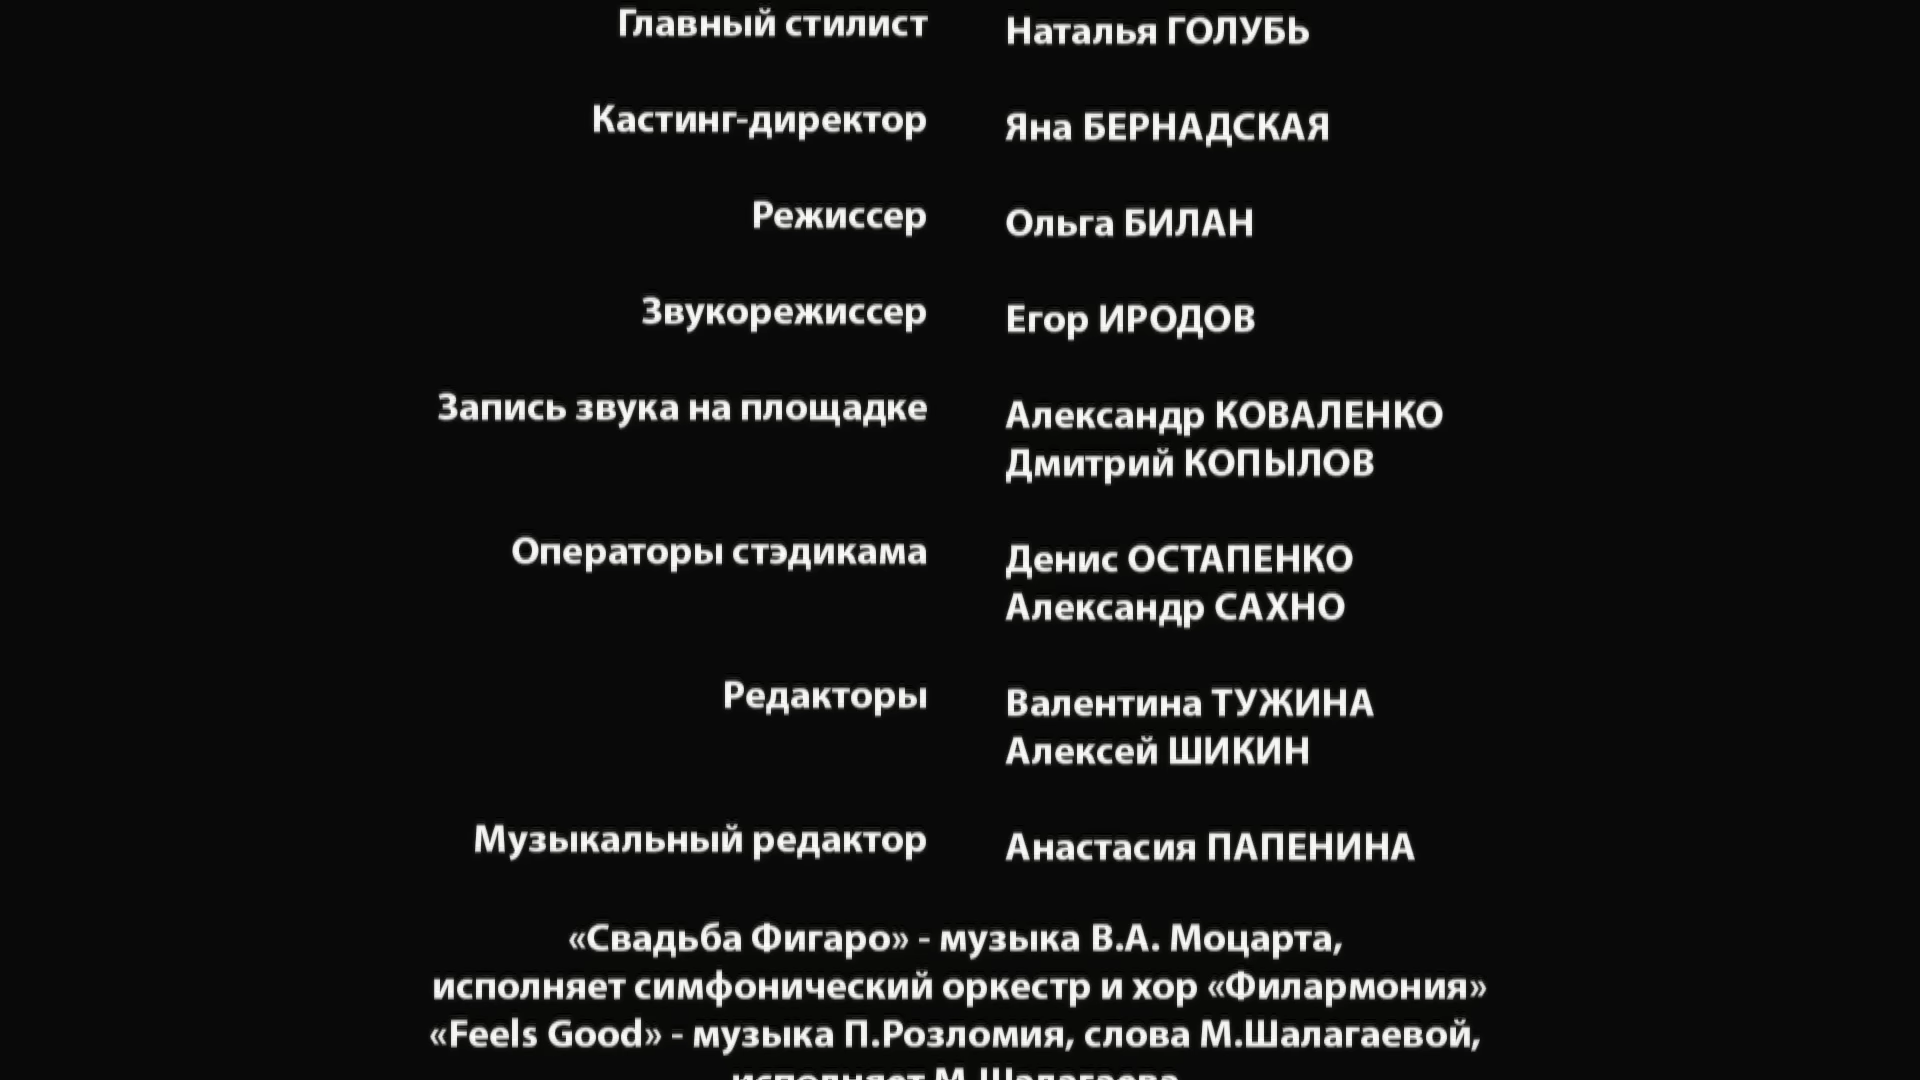 Главный стилист Наталья ГОЛУБЬ
Кастинг-директор Яна БЕРНАДСКАЯ
Режиссер Ольга БИЛАН
Звукорежиссер Егор ИРОДОВ
Запись звука на площадке Александр КОВАЛЕНКО
Дмитрий КОПЫЛОВ
Операторы стэдикама Денис ОСТАПЕНКО
Александр САХНО
Редакторы Валентина ТУЖИНА
Алексей ШИКИН
Музыкальный редактор Анастасия ПАПЕНИНА
«Свадьба Фигаро» - музыка В.А. Моцарта,
исполняет симфонический оркестр и хор «Филармония»
«Feels Good» - музыка П.Розломия, слова М.Шалагаевой,
исполняет М.Шалагаева